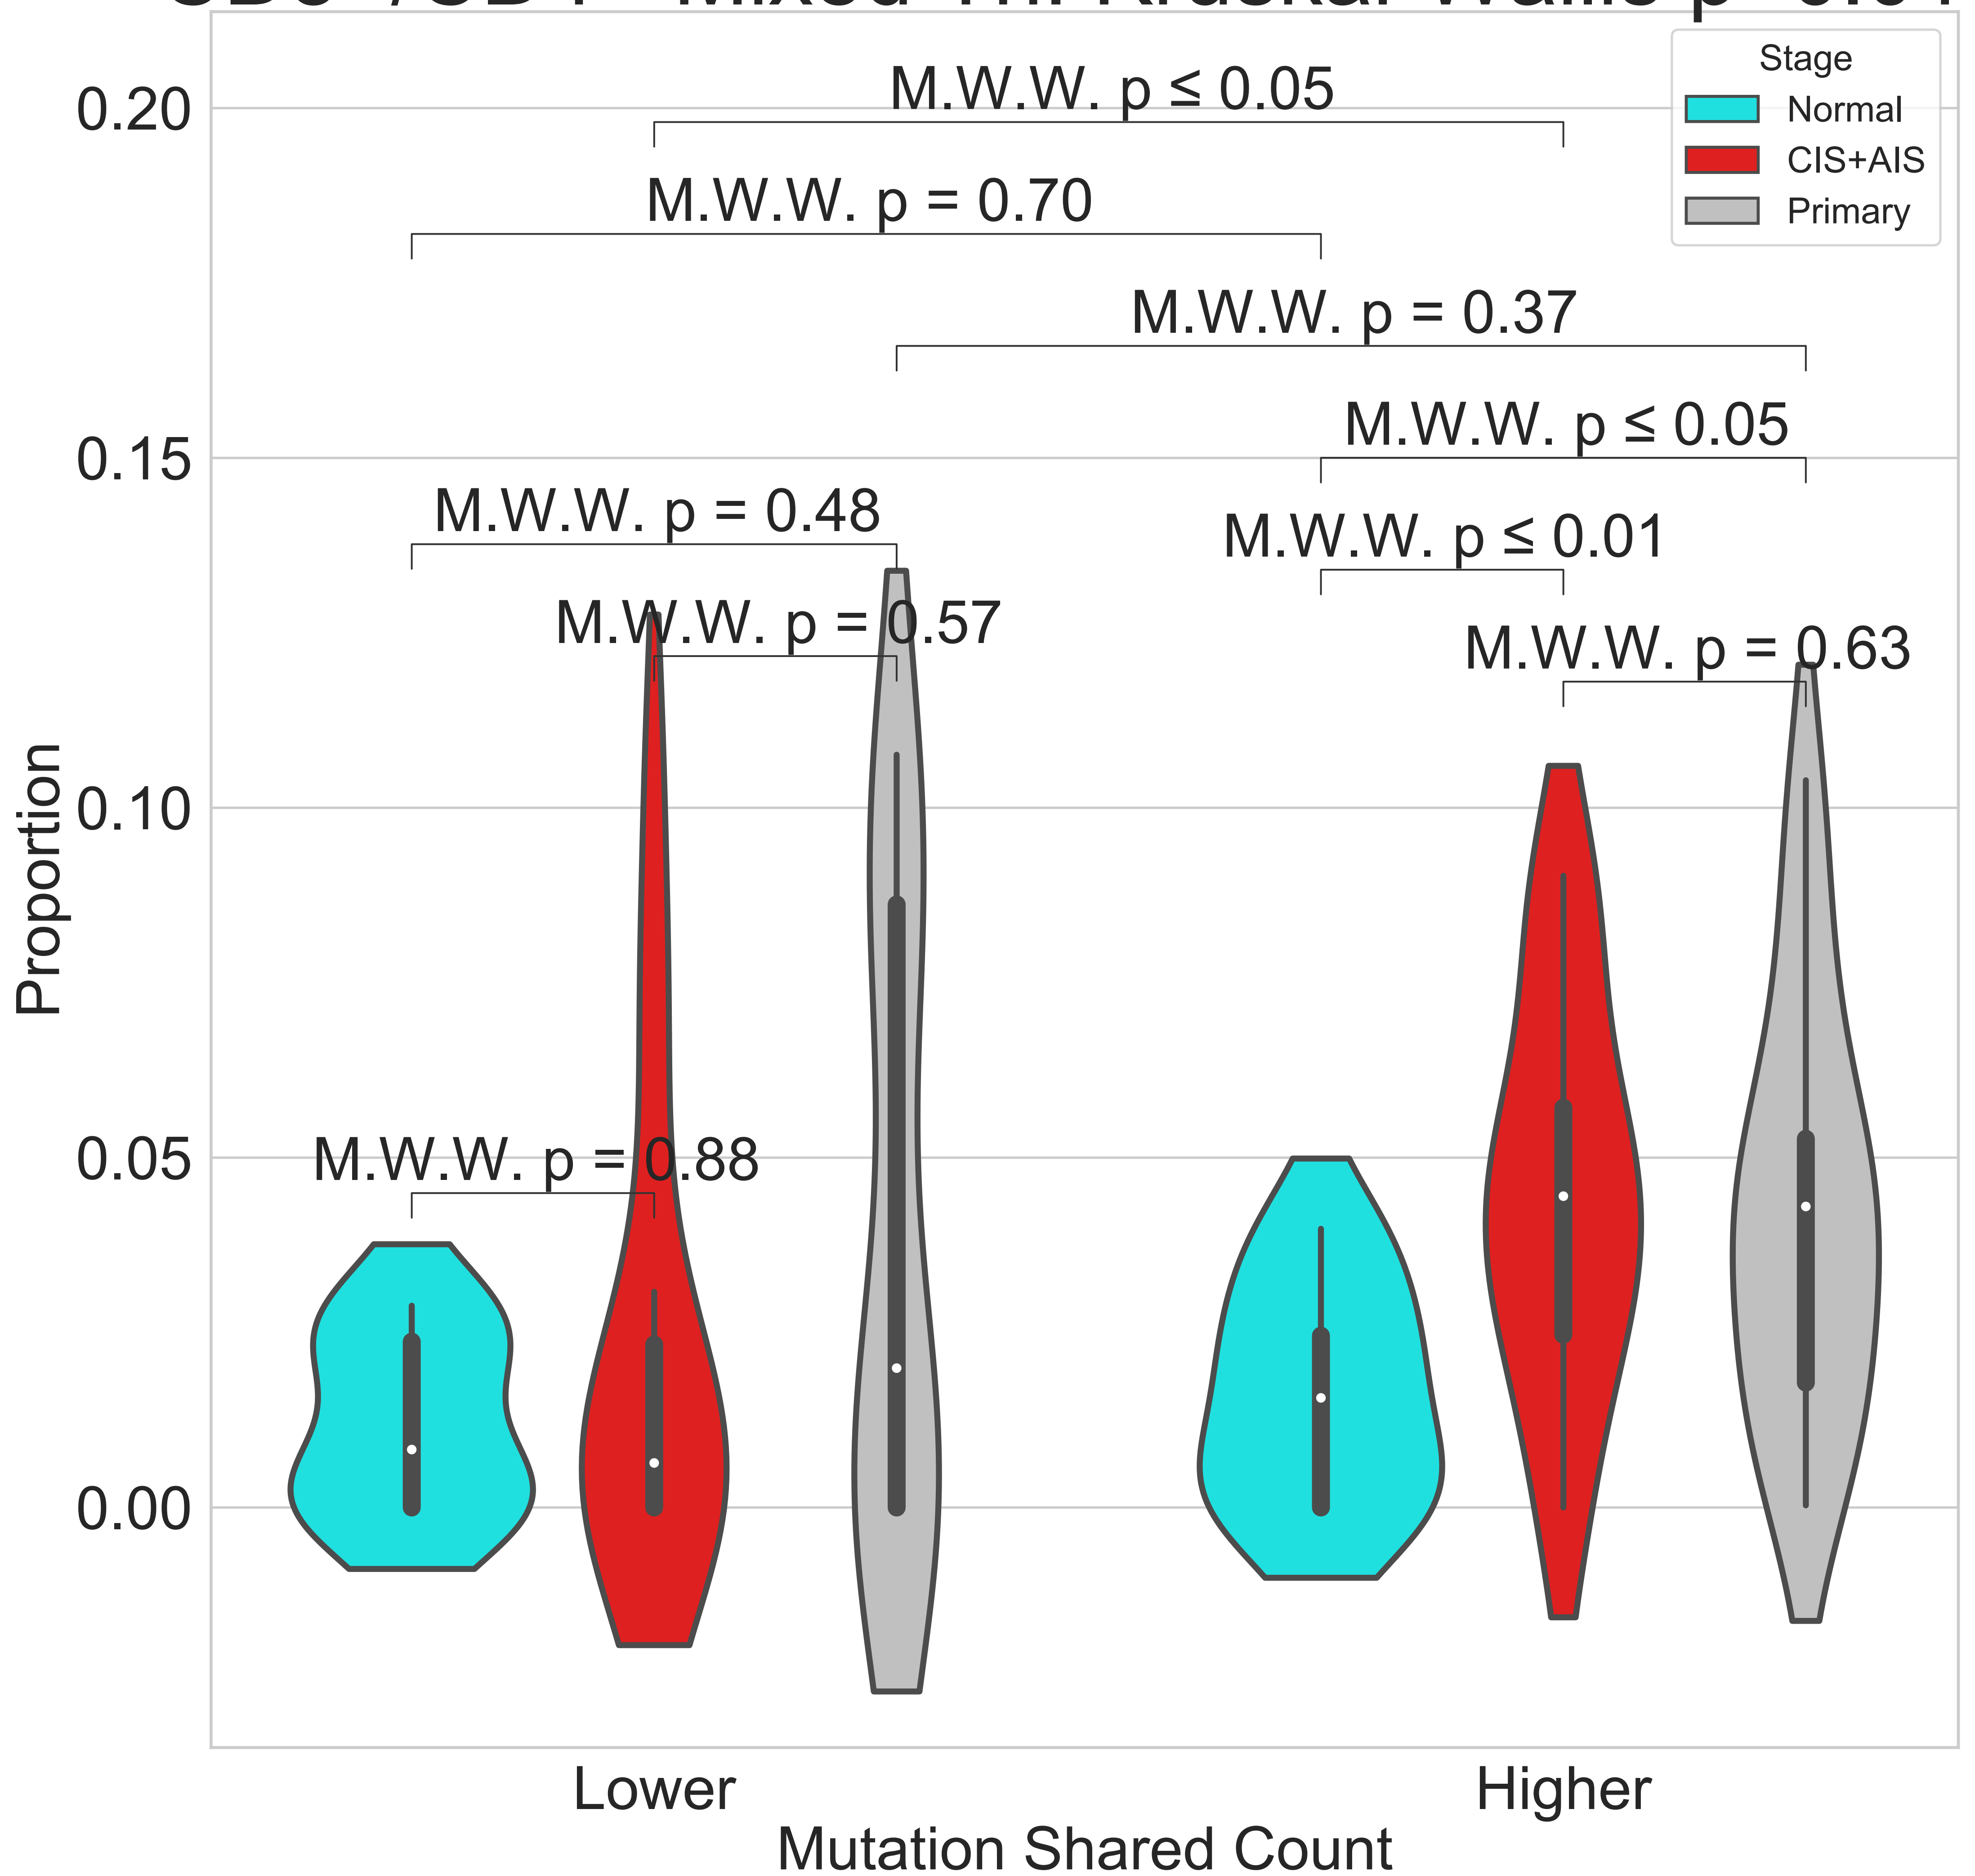 Stage
Normal
CIS+AIS
Primary
M.W.W. p ≤ 0.05
0.20
M.W.W. p = 0.70
M.W.W. p = 0.37
M.W.W. p ≤ 0.05
0.15
M.W.W. p = 0.48
M.W.W. p ≤ 0.01
M.W.W. p = 0.57
M.W.W. p = 0.63
0.10
Proportion
M.W.W. p = 0.88
0.05
0.00
Lower
Higher
Mutation Shared Count